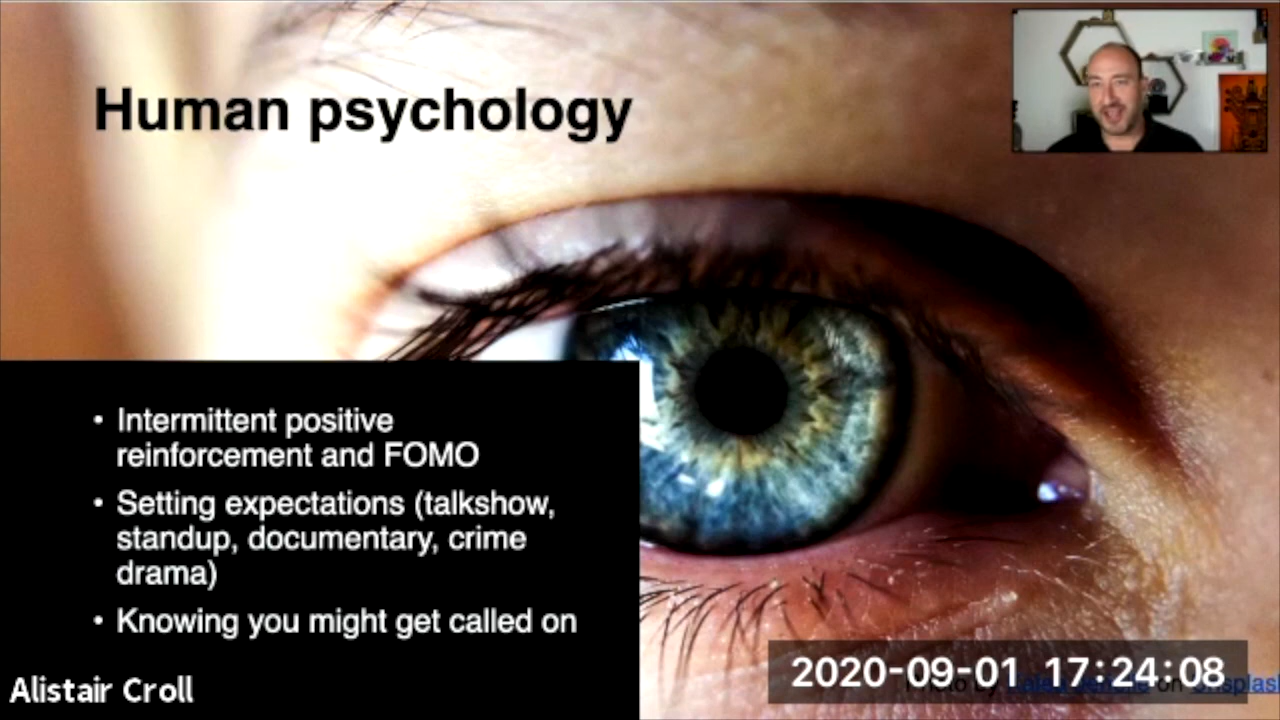 Human psychology
• Intermittent positive
reinforcement and FOMO
• Setting expectations (talkshow,
standup, documentary, crime
drama)
• Knowing you might get called on
Alistair Croll
2020-09-01 17:24:08
Photo by on Unsplash